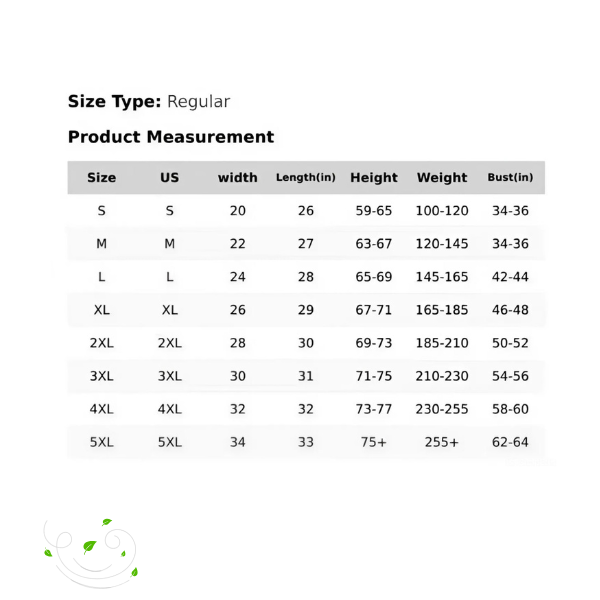 Size Type: Regular
Product Measurement
Size US width Length(in) Height Weight Bust(in)
S S 20 26 59-65 100-120 34-36
M M 22 27 63-67 120-145 34-36
L L 24 28 65-69 145-165 42-44
XL XL 26 29 67-71 165-185 46-48
2XL 2XL 28 30 69-73 185-210 50-52
3XL 3XL 30 31 71-75 210-230 54-56
4XL 4XL 32 32 73-77 230-255 58-60
5XL 5XL 34 33 75+ 255+ 62-64